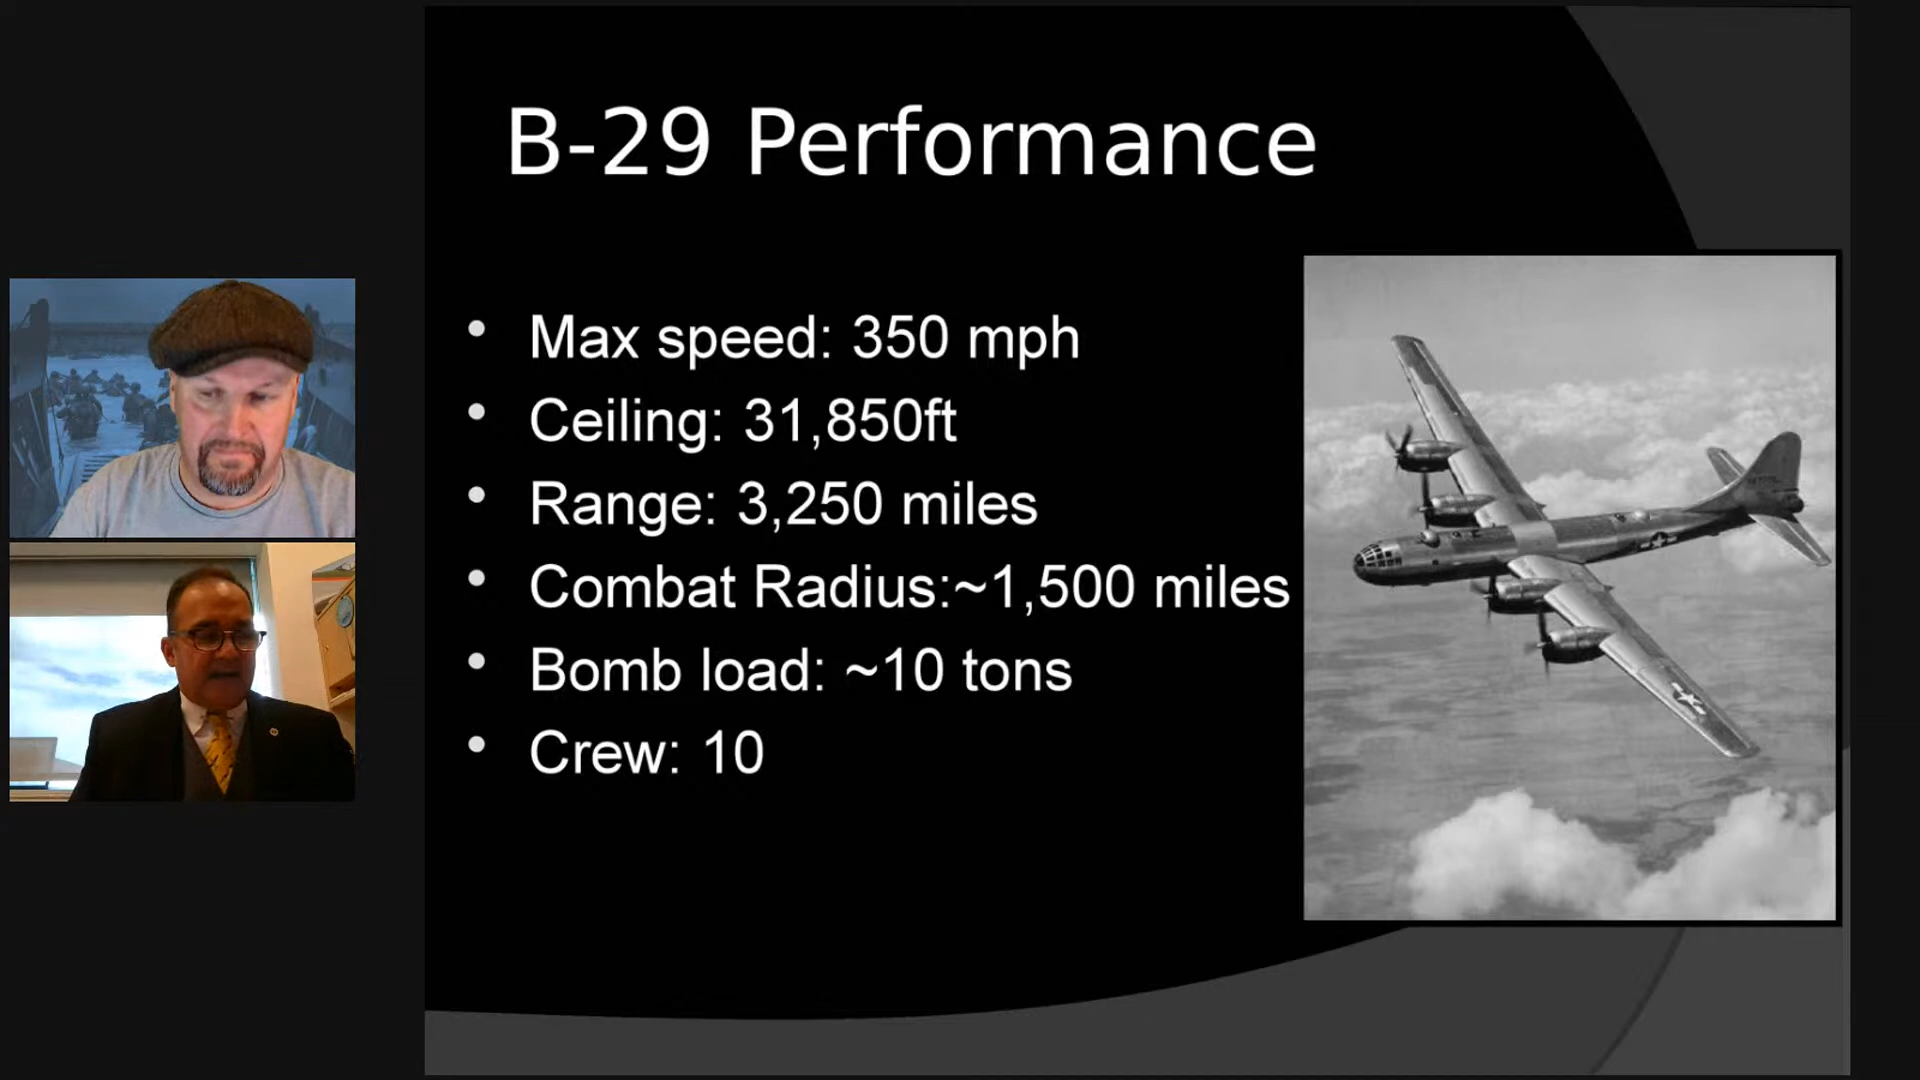 B-29 Performance
• Max speed: 350 mph
• Ceiling: 31,850ft
• Range: 3,250 miles
• Combat Radius:~1,500 miles
• Bomb load: ~10 tons
• Crew: 10